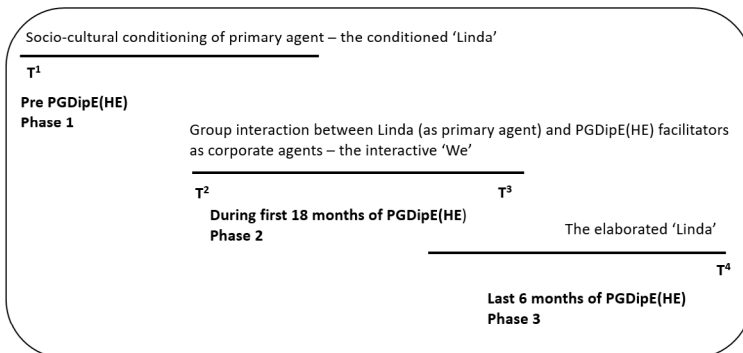 Socio-cultural conditioning of primary agent – the conditioned ‘Linda’
T¹
Pre PGDipE(HE)
Phase 1
Group interaction between Linda (as primary agent) and PGDipE(HE) facilitators
as corporate agents – the interactive ‘We’
T² T³
During first 18 months of PGDipE(HE)
Phase 2
The elaborated ‘Linda’
T⁴
Last 6 months of PGDipE(HE)
Phase 3